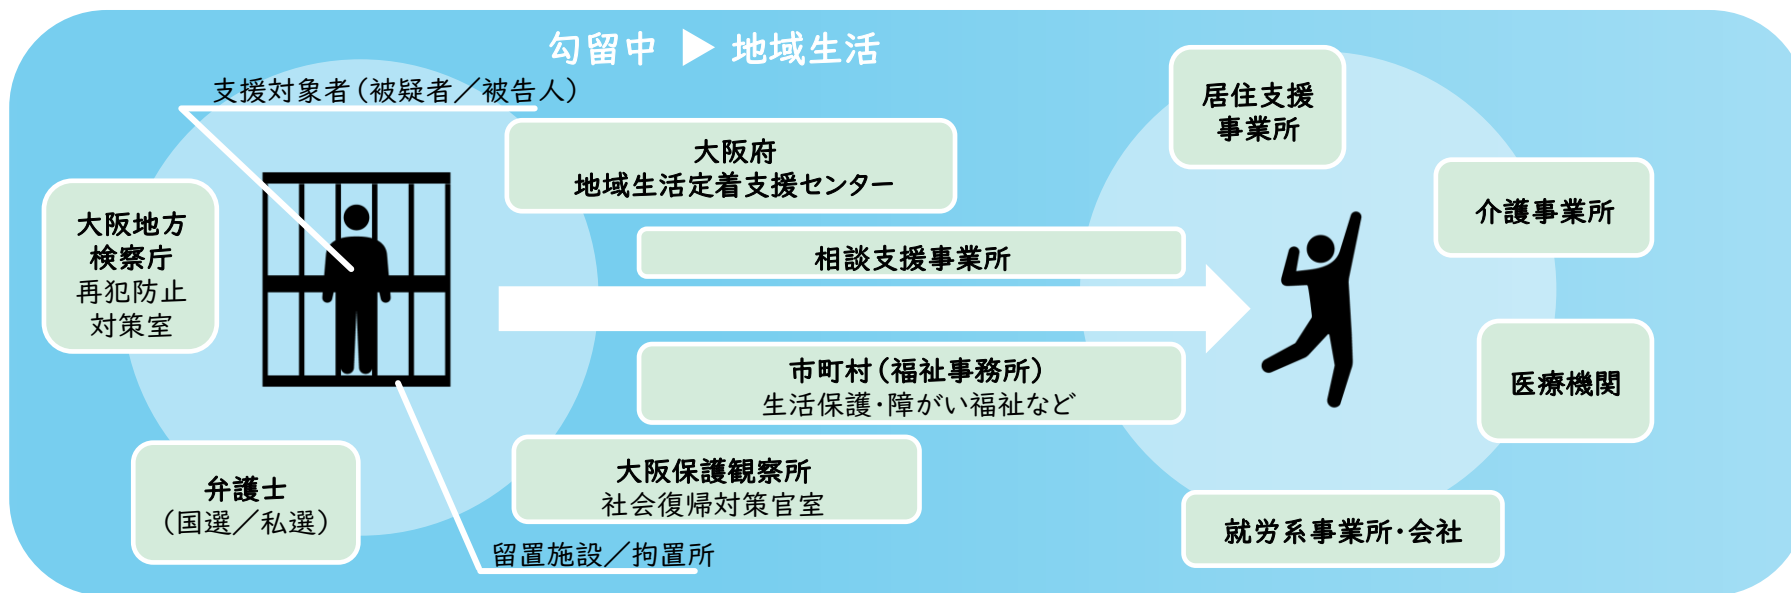 勾留中 ▶ 地域生活
支援対象者（被疑者／被告人）
大阪地方
検察庁
再犯防止
対策室
弁護士
（国選／私選）
留置施設／拘置所
大阪府
地域生活定着支援センター
相談支援事業所
市町村（福祉事務所）
生活保護・障がい福祉など
大阪保護観察所
社会復帰対策官室
居住支援
事業所
介護事業所
医療機関
就労系事業所・会社